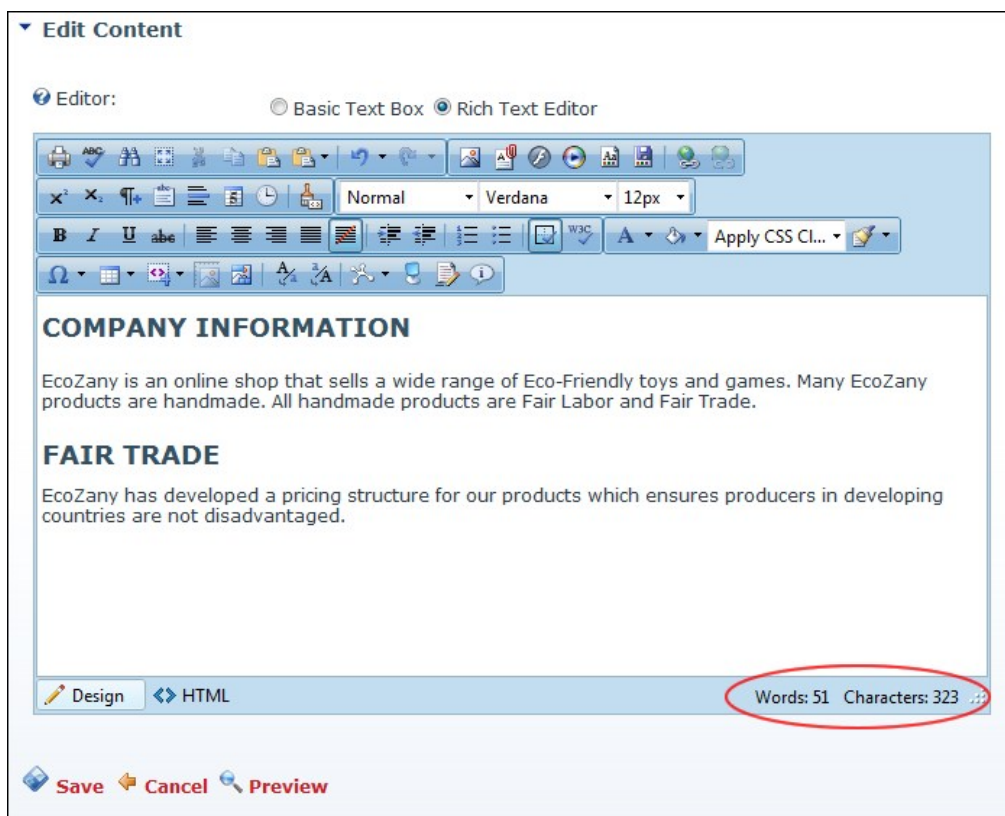 Edit Content
Editor: Basic Text Box Rich Text Editor
ABC
Normal Verdana 12px
B I U abc W3C A Apply CSS Cl...
COMPANY INFORMATION
EcoZany is an online shop that sells a wide range of Eco-Friendly toys and games. Many EcoZany
products are handmade. All handmade products are Fair Labor and Fair Trade.
FAIR TRADE
EcoZany has developed a pricing structure for our products which ensures producers in developing
countries are not disadvantaged.
Design HTML Words: 51 Characters: 323
Save Cancel Preview